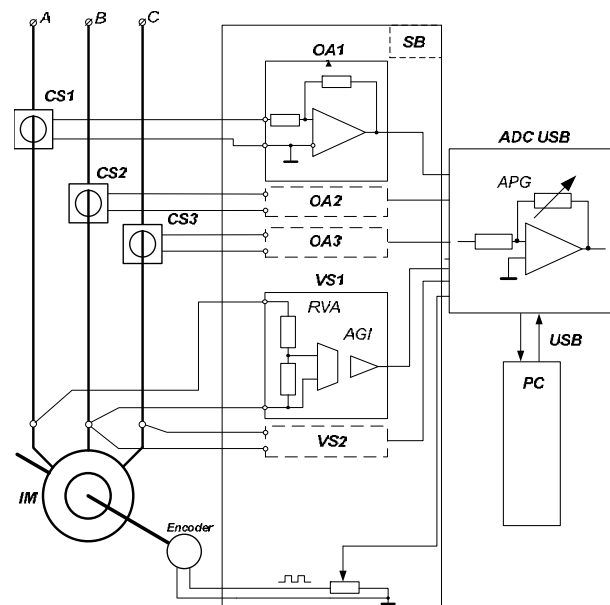 A B C
OA1
SB
CS1
ADC USB
CS2
APG
OA2
CS3
OA3
VS1
RVA
AGI
USB
PC
VS2
IM
Encoder